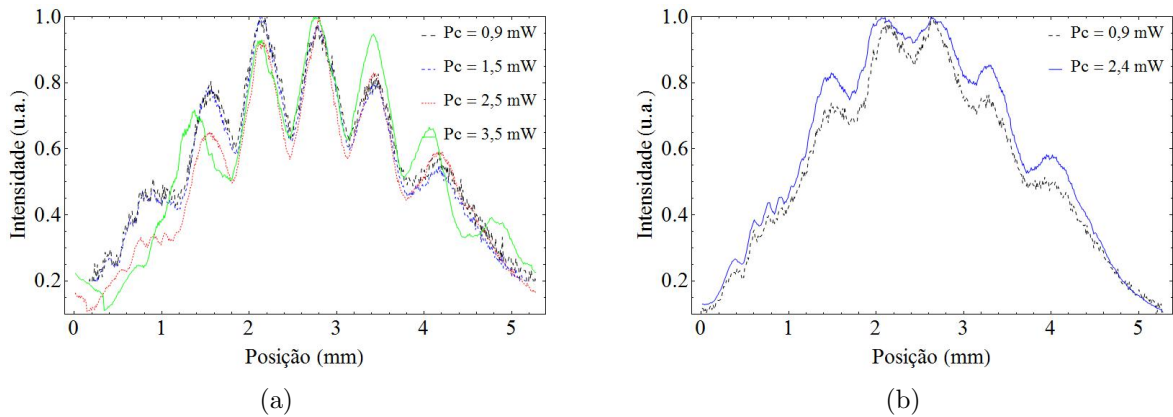 1.0
0.8
0.6
0.4
0.2
Intensidade (u.a.)
Pc = 0,9 mW
Pc = 1,5 mW
Pc = 2,5 mW
Pc = 3,5 mW
0 1 2 3 4 5
Posição (mm)
(a)
1.0
0.8
0.6
0.4
0.2
Intensidade (u.a.)
Pc = 0,9 mW
Pc = 2,4 mW
0 1 2 3 4 5
Posição (mm)
(b)